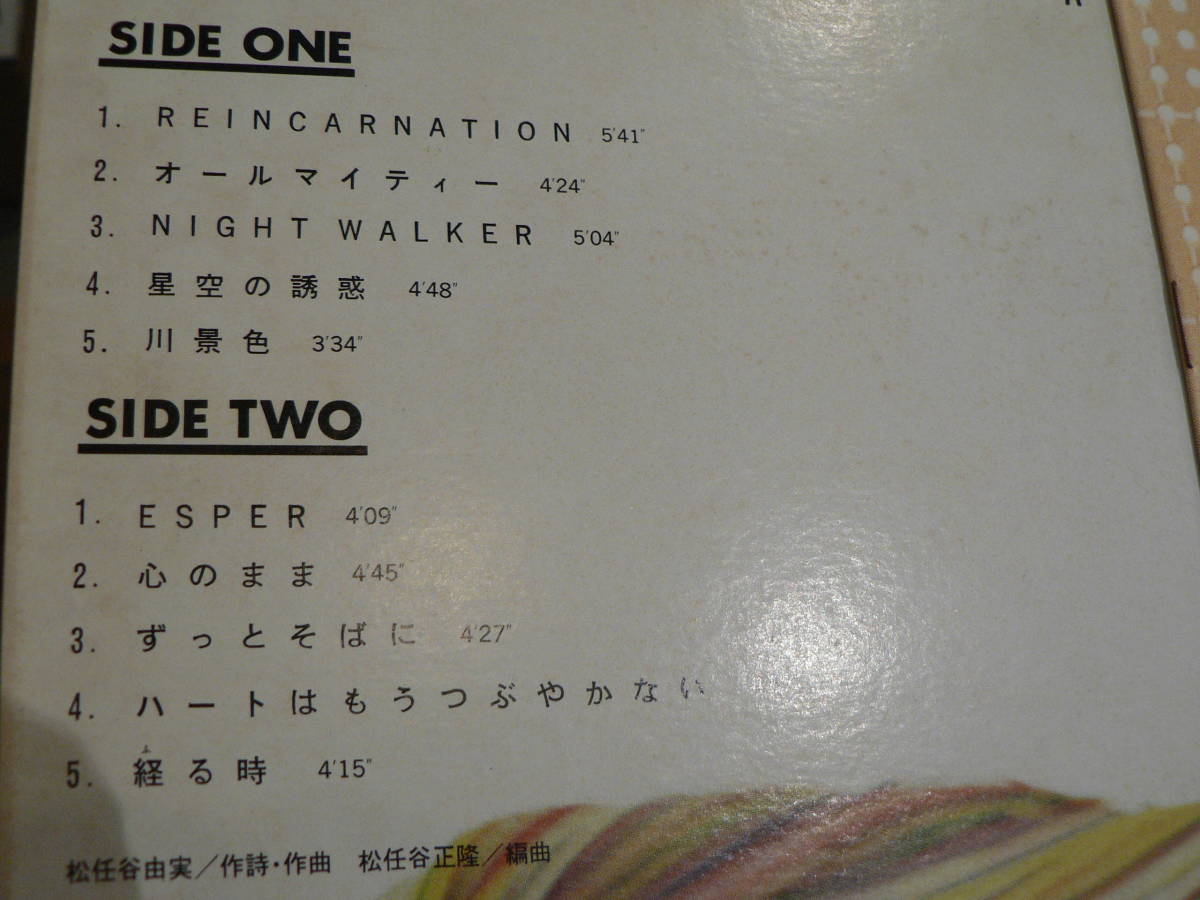 SIDE ONE
1. REINCARNATION 5'41"
2. オールマイティー 4'24"
3. NIGHT WALKER 5'04"
4. 星空の誘惑 4'48"
5. 川景色 3'34"
SIDE TWO
1. ESPER 4'09"
2. 心のまま 4'45"
3. ずっとそばに 4'27"
4. ハートはもうつぶやかない
ふ
5. 経る時 4'15"
松任谷由実／作詩・作曲 松任谷正隆／編曲